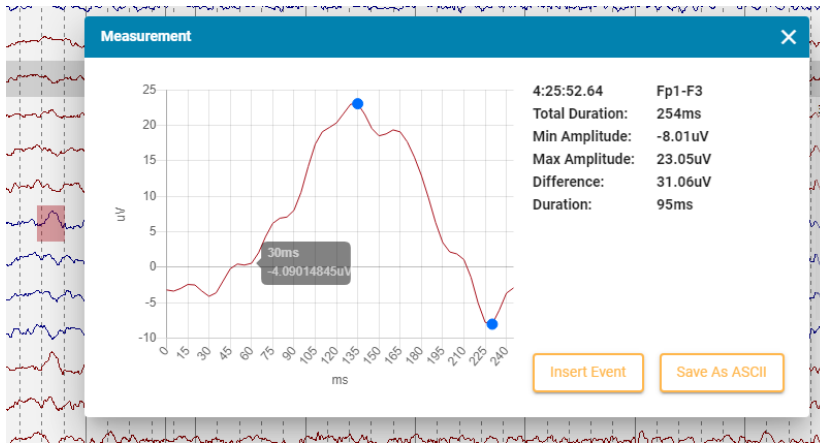 Measurement
4:25:52.64 Fp1-F3
Total Duration: 254ms
Min Amplitude: -8.01uV
Max Amplitude: 23.05uV
Difference: 31.06uV
Duration: 95ms
25
20
15
10
5
0
-5
-10
uV
30ms
-4.09014845uV
0 15 30 45 60 75 90 105 120 135 150 165 180 195 210 225 240
ms
Insert Event Save As ASCII